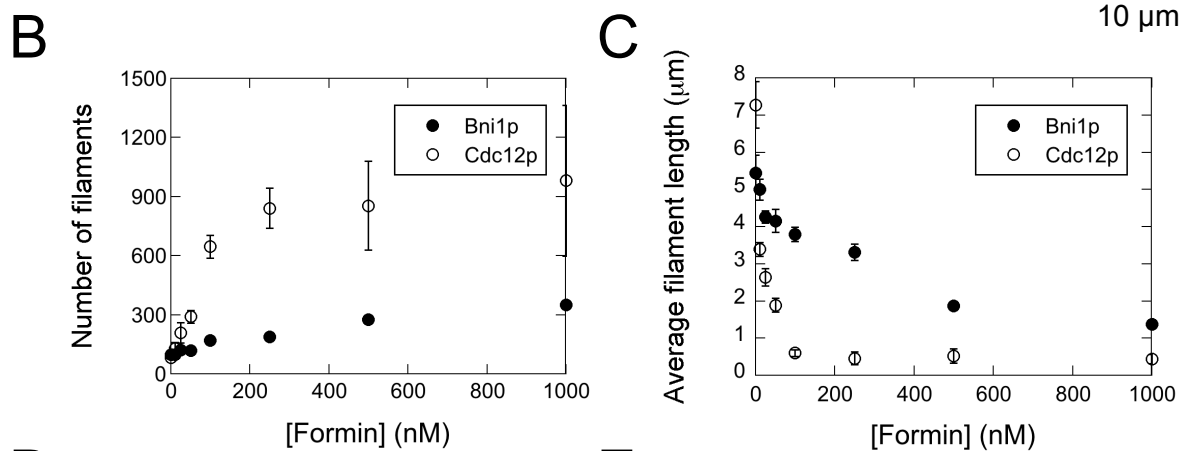 B
C
10 μm
1500
1200
900
600
300
0
Number of filaments
Bni1p
Cdc12p
0
200
400
600
800
1000
[Formin] (nM)
8
7
6
5
4
3
2
1
0
Average filament length (μm)
Bni1p
Cdc12p
0
200
400
600
800
1000
[Formin] (nM)